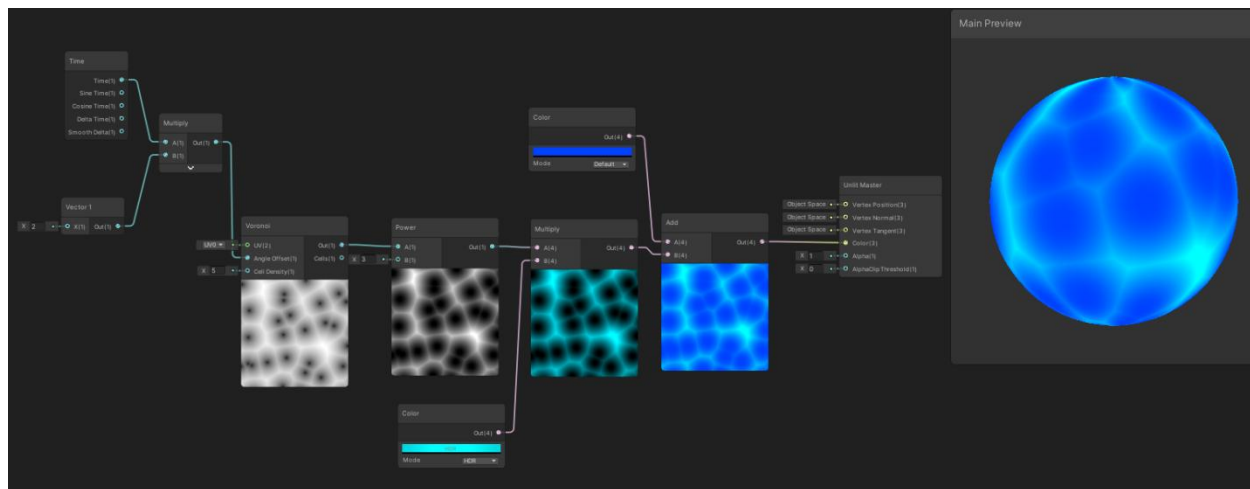 Main Preview
Time
Time(1)
Sine Time(1)
Cosine Time(1)
Delta Time(1)
Smooth Delta(1)
Multiply
A(1) Out(1)
B(1)
Vector 1
X 2 X(1) Out(1)
Voronoi
UV0 UV(2) Out(1)
Angle Offset(1) Cells(1)
X 5 Cell Density(1)
Power
A(1) Out(1)
X 3 B(1)
Color
Out(4)
Mode Default
Multiply
A(4) Out(4)
B(4)
Color
Out(4)
HDR
Mode HDR
Add
A(4) Out(4)
B(4)
Unlit Master
Object Space Vertex Position(3)
Object Space Vertex Normal(3)
Object Space Vertex Tangent(3)
Color(3)
X 1 Alpha(1)
X 0 AlphaClipThreshold(1)